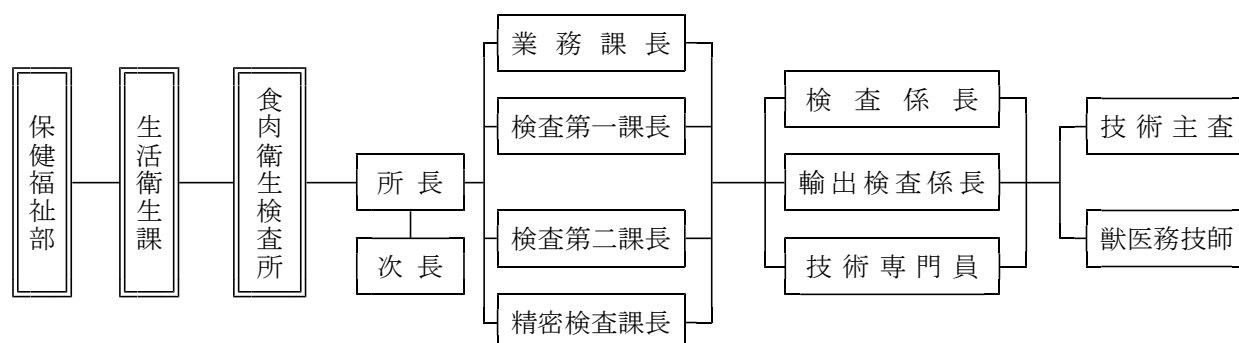 保健福祉部
生活衛生課
食肉衛生検査所
所長
次長
業務課長
検査第一課長
検査第二課長
精密検査課長
検査係長
輸出検査係長
技術専門員
技術主査
獣医務技師